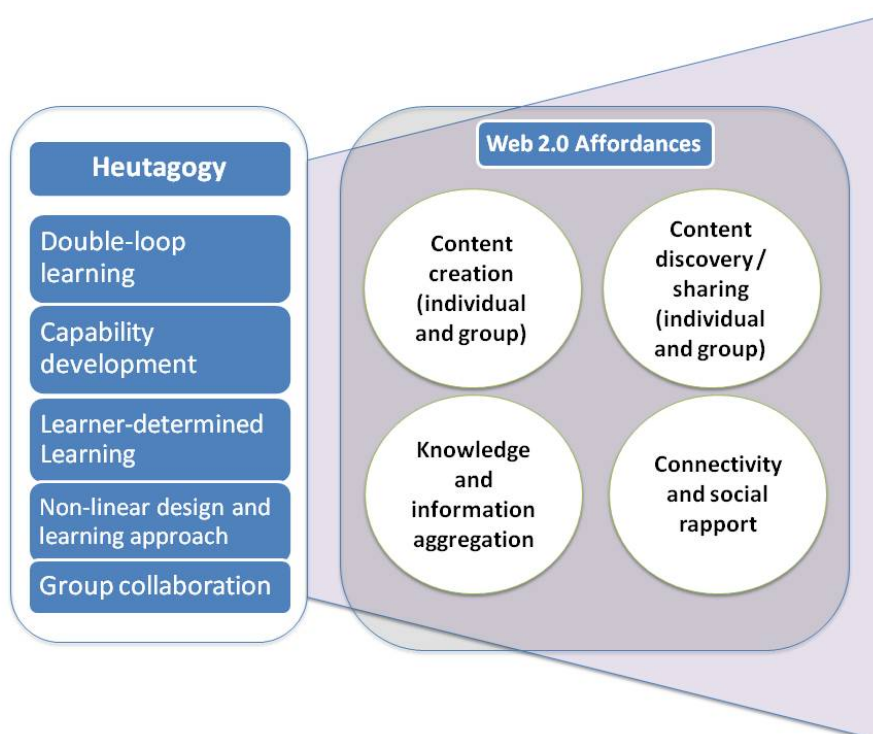 Heutagogy
Double-loop
learning
Capability
development
Learner-determined
Learning
Non-linear design and
learning approach
Group collaboration
Web 2.0 Affordances
Content
creation
(individual
and group)
Content
discovery/
sharing
(individual
and group)
Knowledge
and
information
aggregation
Connectivity
and social
rapport